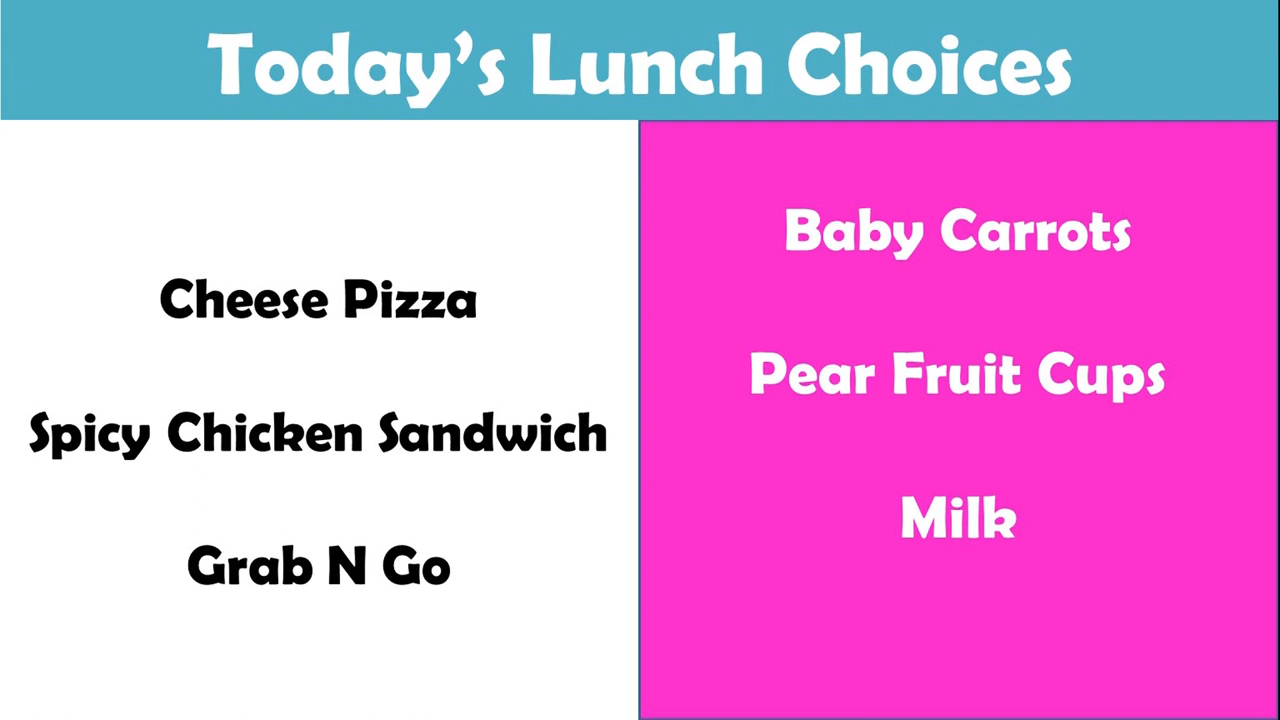 Today’s Lunch Choices
Cheese Pizza
Spicy Chicken Sandwich
Grab N Go
Baby Carrots
Pear Fruit Cups
Milk